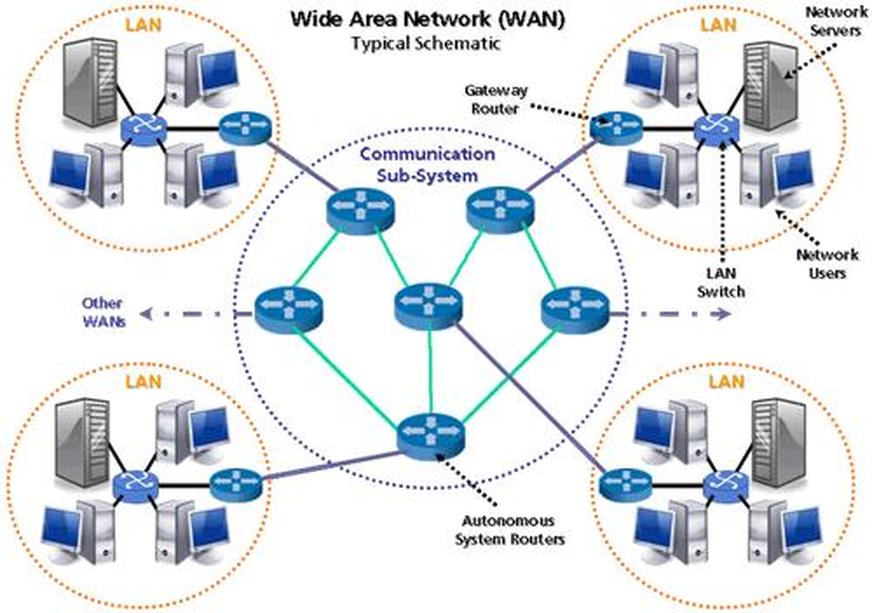 Wide Area Network (WAN)
Typical Schematic
LAN
LAN
Network
Servers
Gateway
Router
Communication
Sub-System
Network
Users
LAN
Switch
Other
WANs
LAN
LAN
Autonomous
System Routers